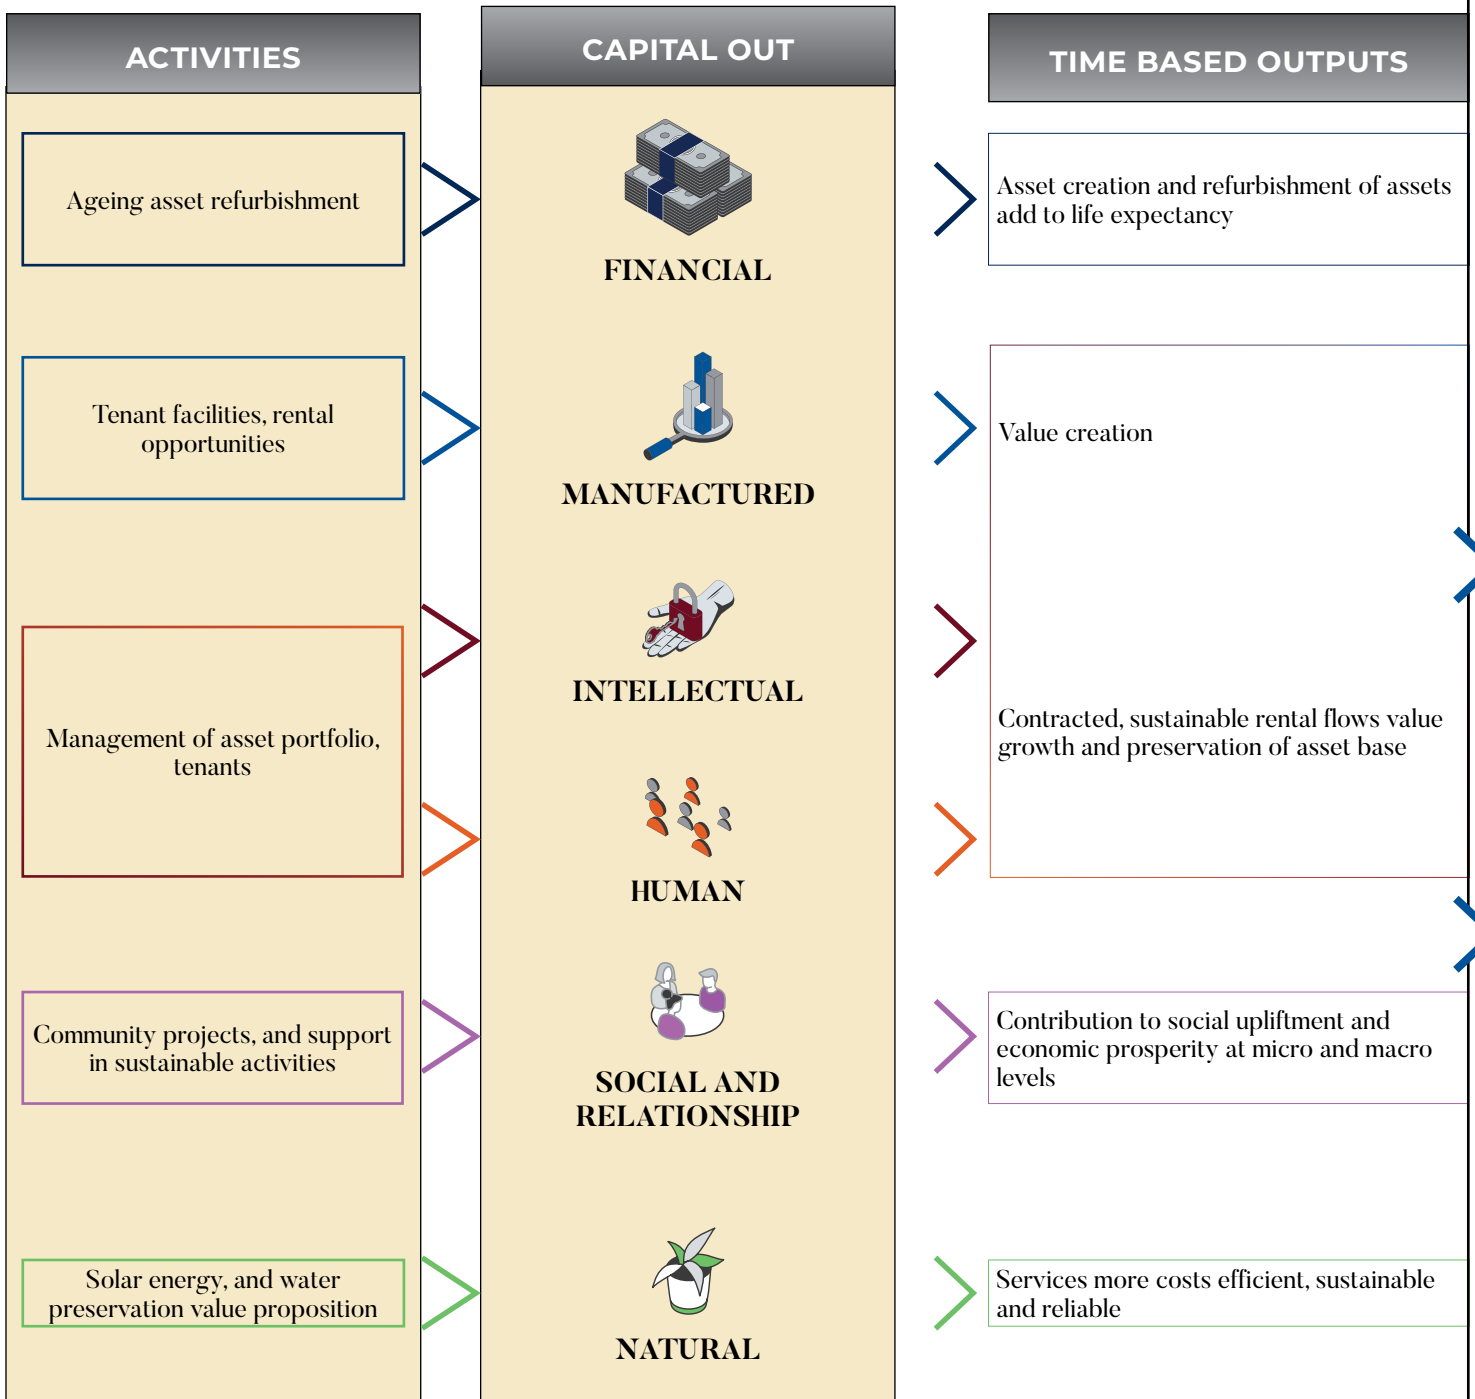 ACTIVITIES
Ageing asset refurbishment
Tenant facilities, rental
opportunities
Management of asset portfolio,
tenants
Community projects, and support
in sustainable activities
Solar energy, and water
preservation value proposition
CAPITAL OUT
FINANCIAL
MANUFACTURED
INTELLECTUAL
HUMAN
SOCIAL AND
RELATIONSHIP
NATURAL
TIME BASED OUTPUTS
Asset creation and refurbishment of assets
add to life expectancy
Value creation
Contracted, sustainable rental flows value
growth and preservation of asset base
Contribution to social upliftment and
economic prosperity at micro and macro
levels
Services more costs efficient, sustainable
and reliable